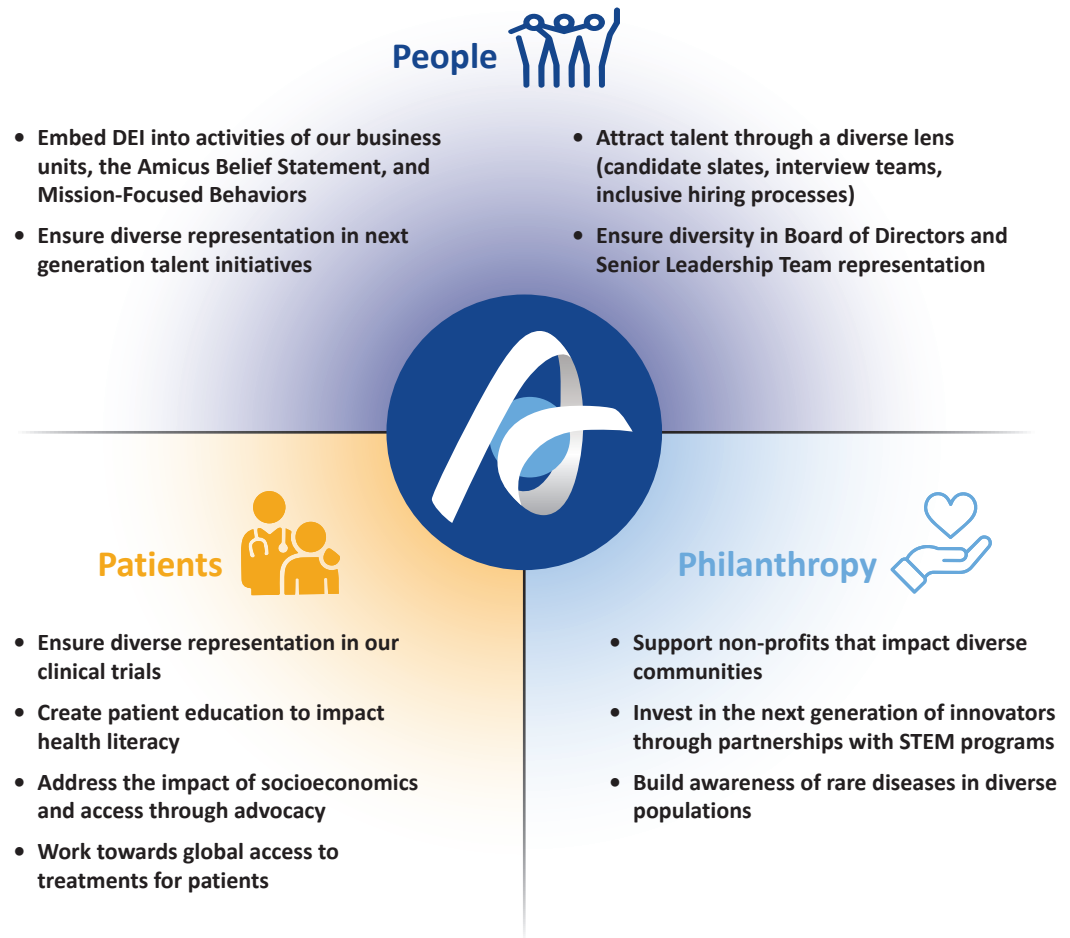 People
• Embed DEI into activities of our business
units, the Amicus Belief Statement, and
Mission-Focused Behaviors
• Ensure diverse representation in next
generation talent initiatives
• Attract talent through a diverse lens
(candidate slates, interview teams,
inclusive hiring processes)
• Ensure diversity in Board of Directors and
Senior Leadership Team representation
Patients
• Ensure diverse representation in our
clinical trials
• Create patient education to impact
health literacy
• Address the impact of socioeconomics
and access through advocacy
• Work towards global access to
treatments for patients
Philanthropy
• Support non-profits that impact diverse
communities
• Invest in the next generation of innovators
through partnerships with STEM programs
• Build awareness of rare diseases in diverse
populations